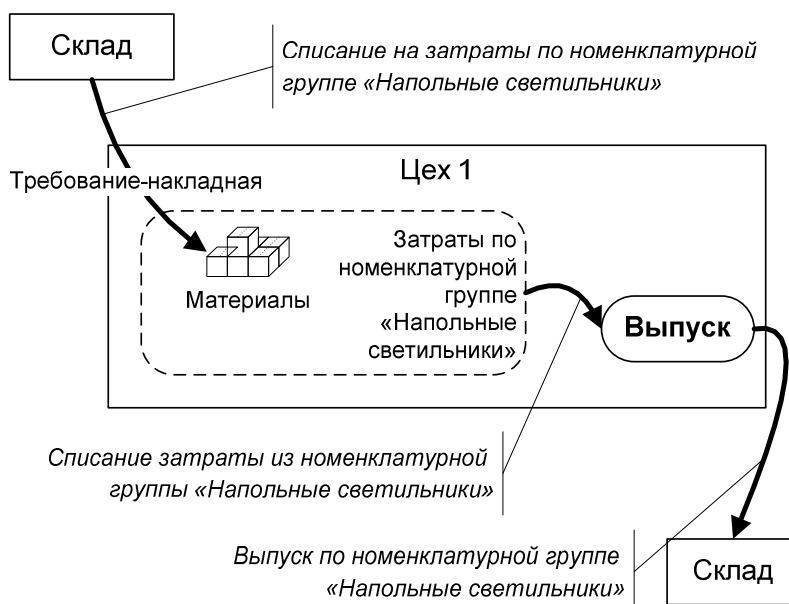 Склад
Списание на затраты по номенклатурной
группе «Напольные светильники»
Цех 1
Требование-накладная
Материалы
Затраты по
номенклатурной
группе
«Напольные
светильники»
Выпуск
Списание затраты из номенклатурной
группы «Напольные светильники»
Выпуск по номенклатурной группе
«Напольные светильники»
Склад